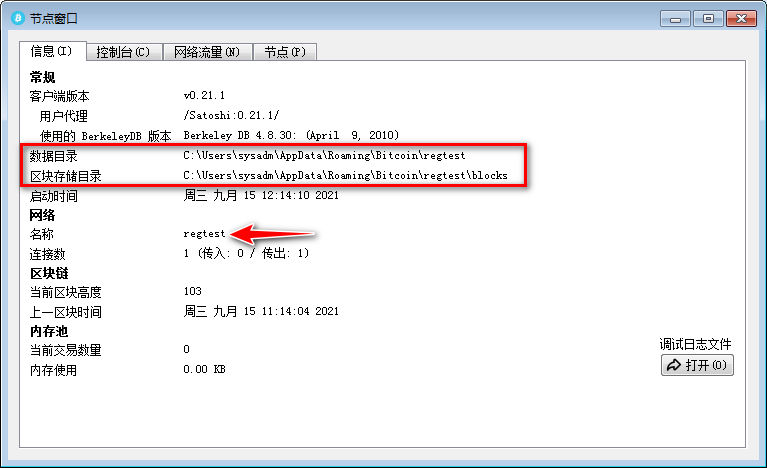 节点窗口
信息(I) 控制台(C) 网络流量(N) 节点(P)
常规
客户端版本 v0.21.1
用户代理 /Satoshi:0.21.1/
使用的 BerkeleyDB 版本 Berkeley DB 4.8.30: (April  9, 2010)
数据目录 C:\Users\sysadm\AppData\Roaming\Bitcoin\regtest
区块存储目录 C:\Users\sysadm\AppData\Roaming\Bitcoin\regtest\blocks
启动时间 周三 九月 15 12:14:10 2021
网络
名称 regtest
连接数 1 (传入: 0 / 传出: 1)
区块链
当前区块高度 103
上一区块时间 周三 九月 15 11:14:04 2021
内存池
当前交易数量 0
调试日志文件
内存使用 0.00 KB
打开(O)